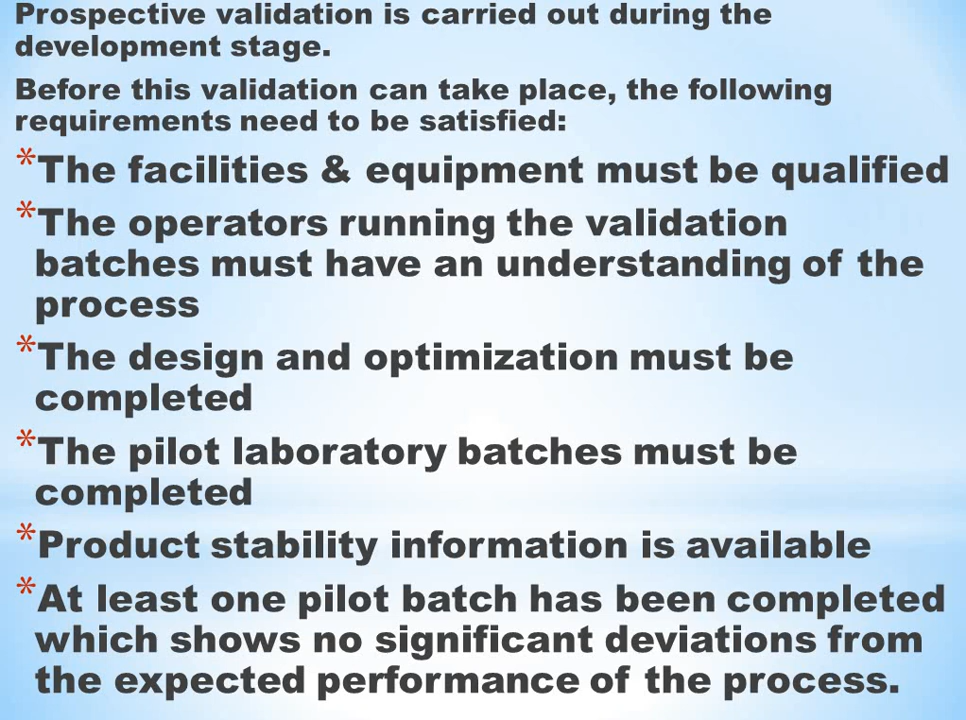 Prospective validation is carried out during the
development stage.
Before this validation can take place, the following
requirements need to be satisfied:
*The facilities & equipment must be qualified
*The operators running the validation
batches must have an understanding of the
process
*The design and optimization must be
completed
*The pilot laboratory batches must be
completed
*Product stability information is available
*At least one pilot batch has been completed
which shows no significant deviations from
the expected performance of the process.